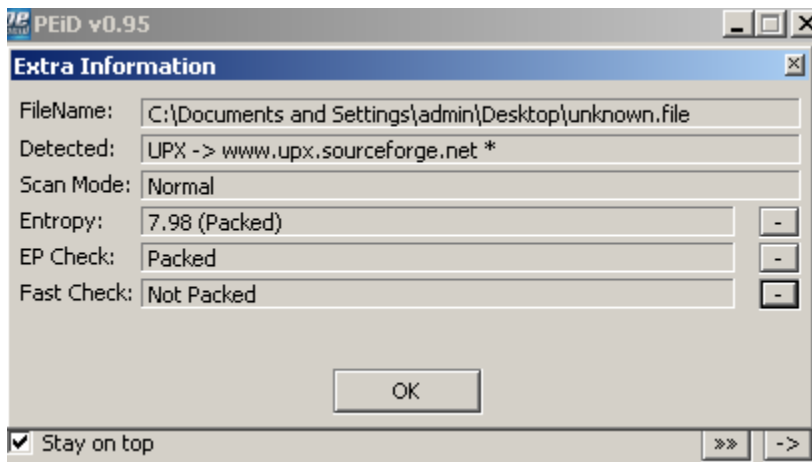 PEiD v0.95
Extra Information
FileName: C:\Documents and Settings\admin\Desktop\unknown.file
Detected: UPX -> www.upx.sourceforge.net *
Scan Mode: Normal
Entropy: 7.98 (Packed) -
EP Check: Packed -
Fast Check: Not Packed -
OK
Stay on top »» ->